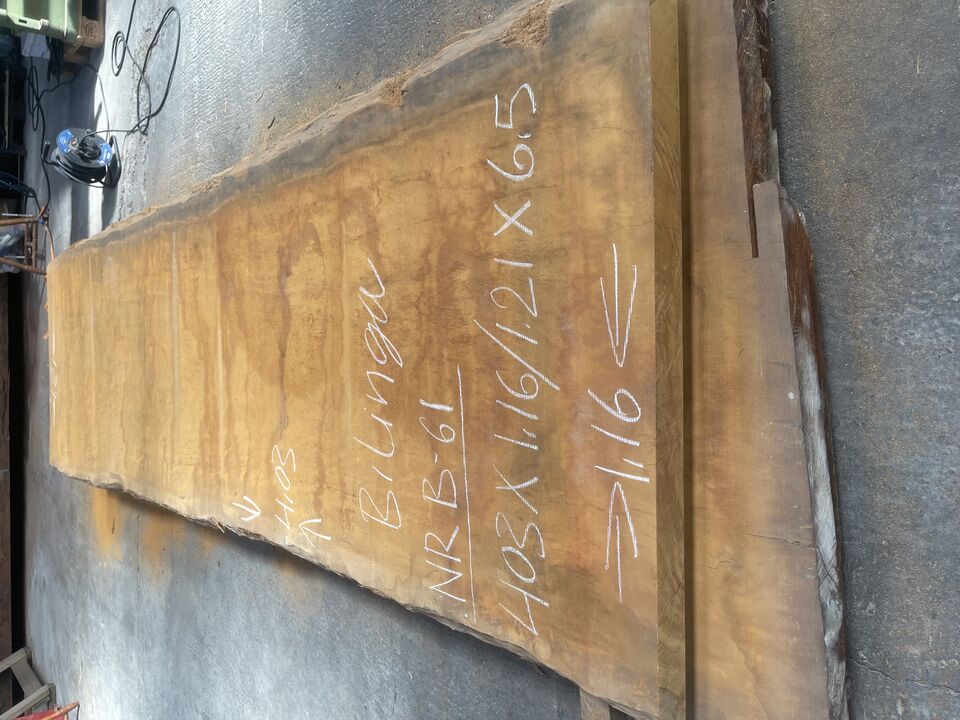 ↓
4.03
↑
Bilinga
NR B-61
403 X 1.16/1.21 X 6.5
→ 1.16 ←